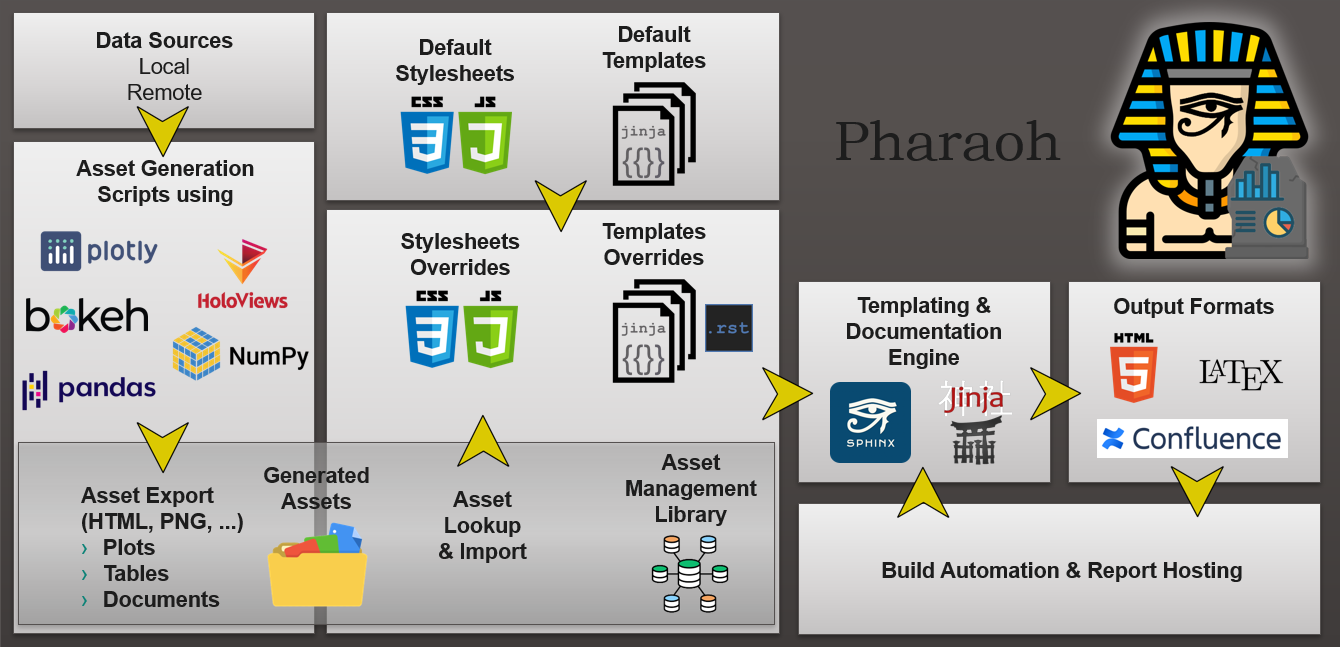 Data Sources
Local
Remote
Asset Generation
Scripts using
plotly
HoloViews
bokeh
NumPy
pandas
Asset Export
(HTML, PNG, ...)
› Plots
› Tables
› Documents
Generated
Assets
Default
Stylesheets
CSS JS
Default
Templates
jinja
{{}}
Stylesheets
Overrides
CSS JS
Templates
Overrides
jinja
{{}}
.rst
Asset
Lookup
& Import
Asset
Management
Library
Pharaoh
Templating &
Documentation
Engine
SPHINX
神社
Jinja
Output Formats
HTML
5
LATEX
Confluence
Build Automation & Report Hosting